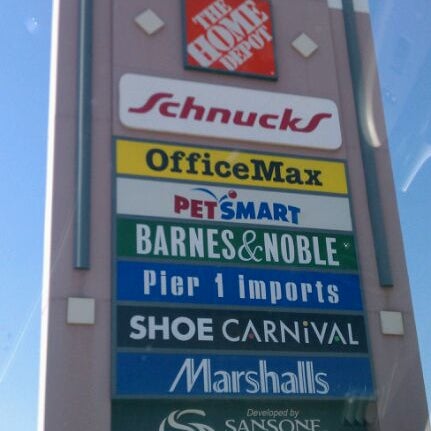 THE
HOME
DEPOT
Schnucks
OfficeMax
PETSMART
BARNES&NOBLE
Pier 1 imports
SHOE CARNIVAL
Marshalls
Developed by
SANSONE